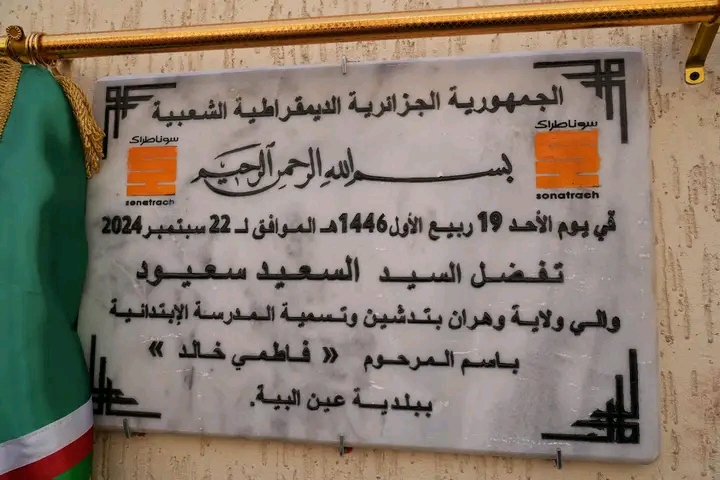 الجمهورية الجزائرية الديمقراطية الشعبية
سوناطراك
sonatrach
بسم الله الرحمن الرحيم
سوناطراك
sonatrach
في يوم الأحد 19 ربيع الأول 1446هـ الموافق لـ 22 سبتمبر 2024
تفضل السيد السعيد سعيود
والي ولاية وهران بتدشين وتسمية المدرسة الإبتدائية
باسم المرحوم « فاطمي خالد »
ببلدية عين البية.